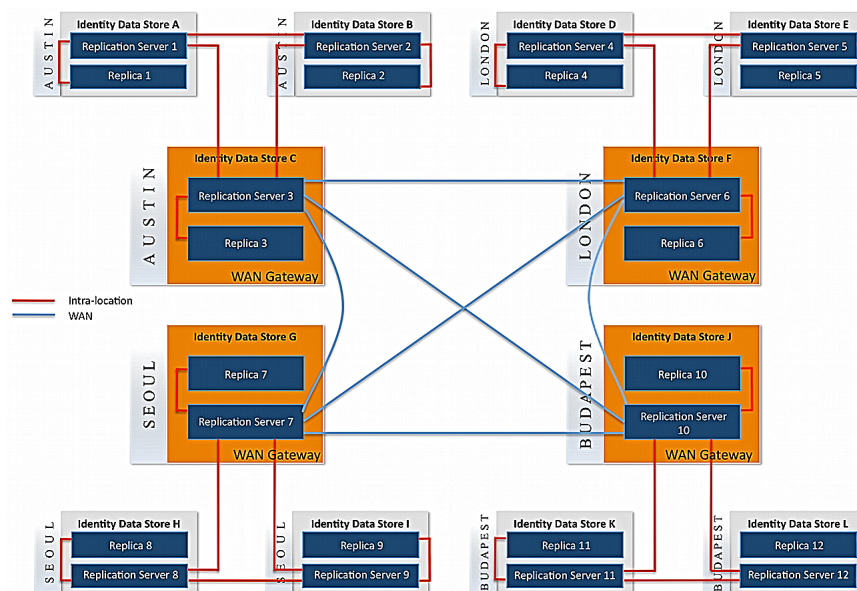 Identity Data Store A
AUSTIN
Replication Server 1
Replica 1
Identity Data Store B
AUSTIN
Replication Server 2
Replica 2
Identity Data Store D
LONDON
Replication Server 4
Replica 4
Identity Data Store E
LONDON
Replication Server 5
Replica 5
Identity Data Store C
AUSTIN
Replication Server 3
Replica 3
WAN Gateway
Identity Data Store F
LONDON
Replication Server 6
Replica 6
WAN Gateway
Intra-location
WAN
Identity Data Store G
SEOUL
Replica 7
Replication Server 7
WAN Gateway
Identity Data Store J
BUDAPEST
Replica 10
Replication Server
10
WAN Gateway
Identity Data Store H
SEOUL
Replica 8
Replication Server 8
Identity Data Store I
SEOUL
Replica 9
Replication Server 9
Identity Data Store K
BUDAPEST
Replica 11
Replication Server 11
Identity Data Store L
BUDAPEST
Replica 12
Replication Server 12